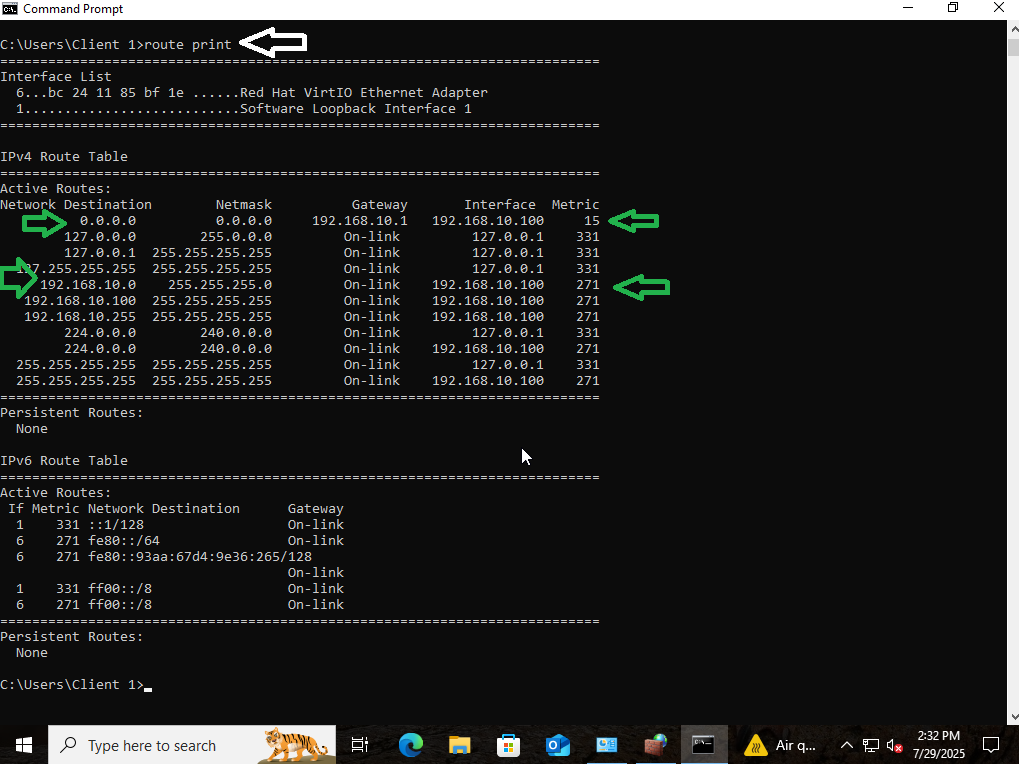 Command Prompt
C:\Users\Client 1>route print
===========================================================================
Interface List
  6...bc 24 11 85 bf 1e ......Red Hat VirtIO Ethernet Adapter
  1...........................Software Loopback Interface 1
===========================================================================
IPv4 Route Table
===========================================================================
Active Routes:
Network Destination        Netmask          Gateway       Interface  Metric
          0.0.0.0          0.0.0.0     192.168.10.1   192.168.10.100     15
        127.0.0.0        255.0.0.0         On-link         127.0.0.1    331
        127.0.0.1  255.255.255.255         On-link         127.0.0.1    331
  127.255.255.255  255.255.255.255         On-link         127.0.0.1    331
     192.168.10.0    255.255.255.0         On-link    192.168.10.100    271
   192.168.10.100  255.255.255.255         On-link    192.168.10.100    271
   192.168.10.255  255.255.255.255         On-link    192.168.10.100    271
        224.0.0.0        240.0.0.0         On-link         127.0.0.1    331
        224.0.0.0        240.0.0.0         On-link    192.168.10.100    271
  255.255.255.255  255.255.255.255         On-link         127.0.0.1    331
  255.255.255.255  255.255.255.255         On-link    192.168.10.100    271
===========================================================================
Persistent Routes:
  None
IPv6 Route Table
===========================================================================
Active Routes:
 If Metric Network Destination      Gateway
  1    331 ::1/128                  On-link
  6    271 fe80::/64                On-link
  6    271 fe80::93aa:67d4:9e36:265/128
                                    On-link
  1    331 ff00::/8                 On-link
  6    271 ff00::/8                 On-link
===========================================================================
Persistent Routes:
  None
C:\Users\Client 1>
Type here to search
Air q...
2:32 PM
7/29/2025